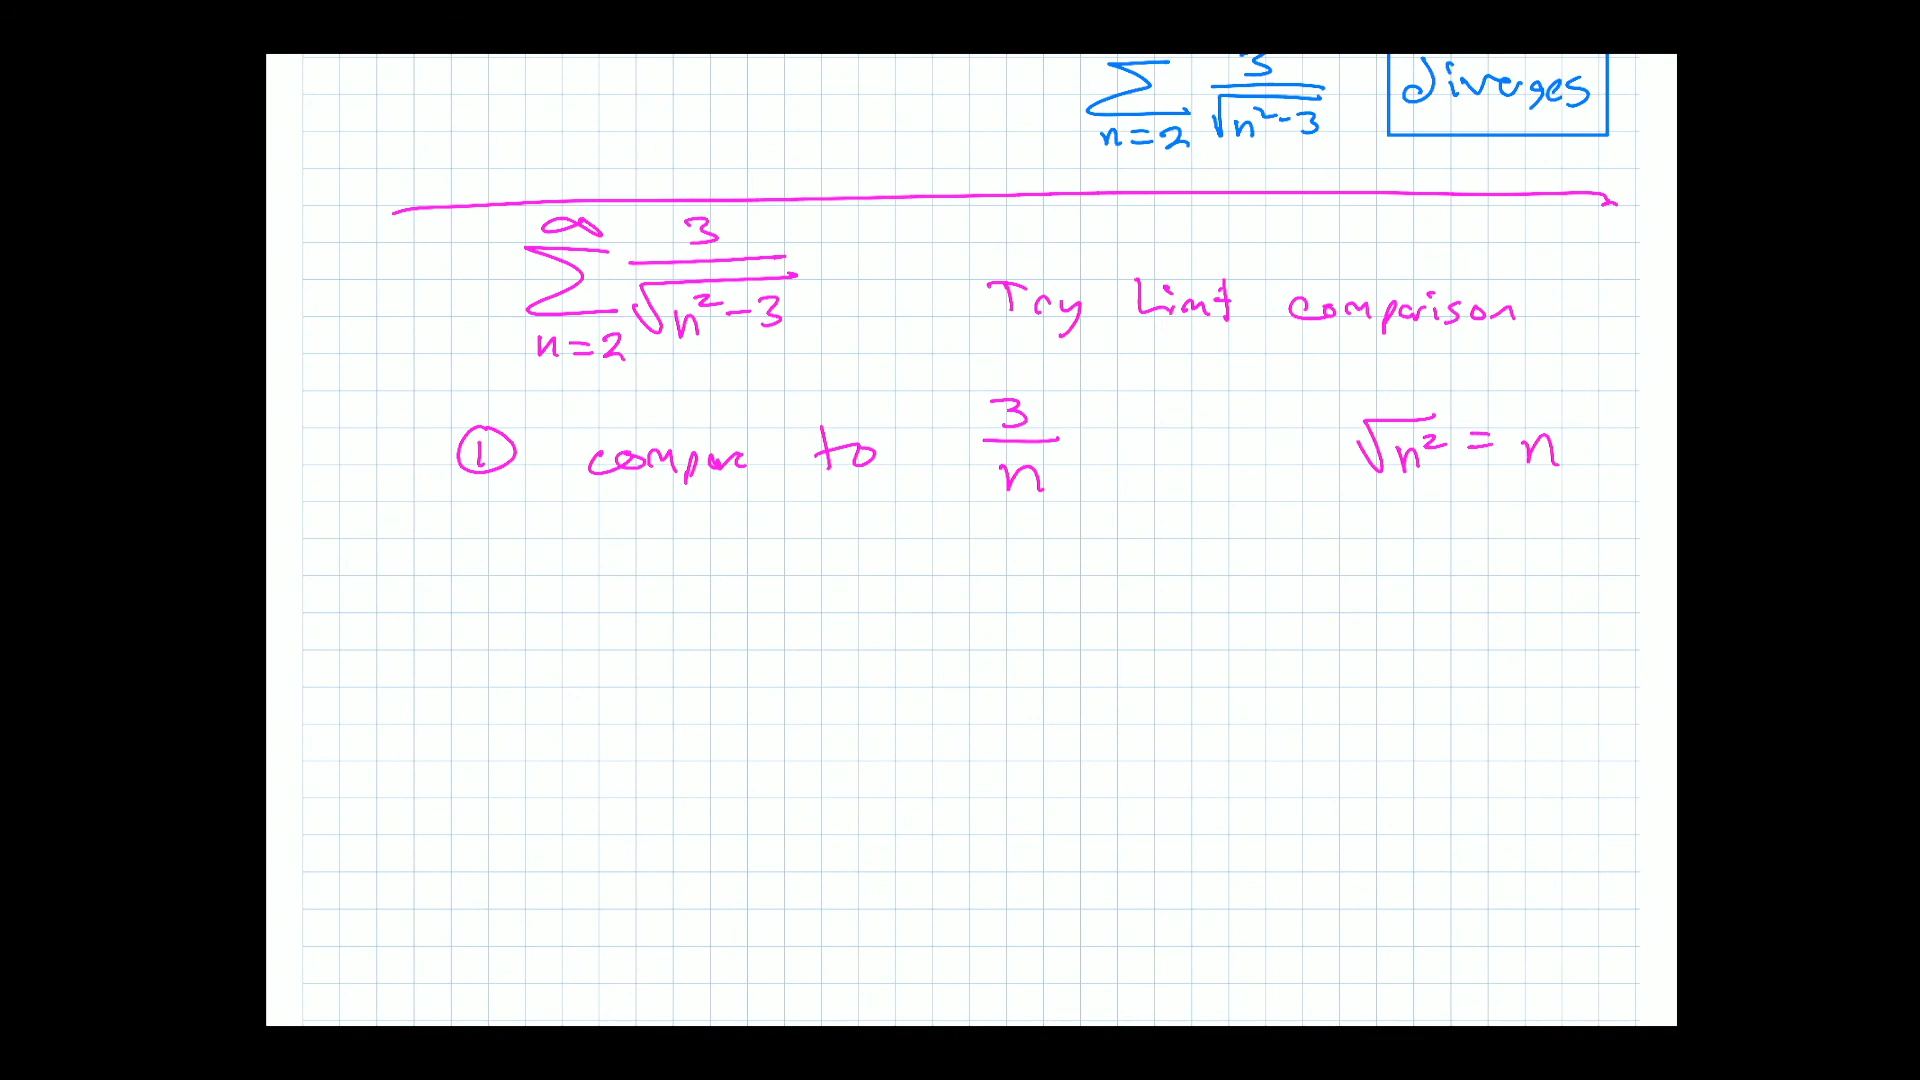 ∑ n=2 3/√(n²-3) diverges
∑ n=2 ∞ 3/√(n²-3) Try Limit comparison
① compare to 3/n √n² = n